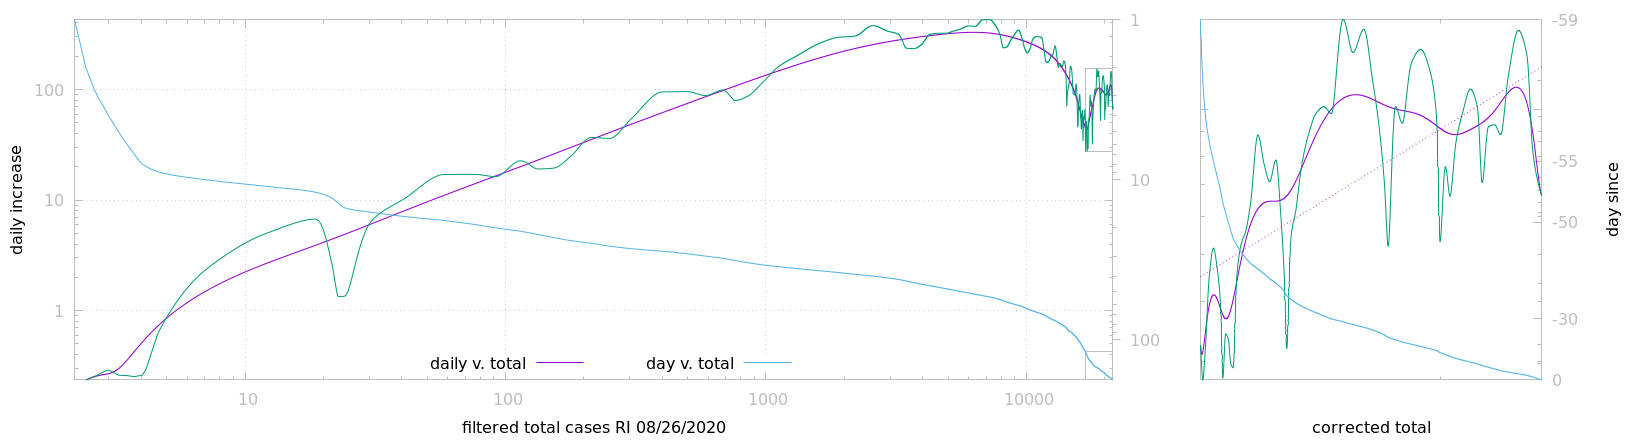 daily increase
100
10
1
daily v. total
day v. total
10
100
1000
10000
filtered total cases RI 08/26/2020
1
10
100
-59
-55
-50
-30
0
day since
corrected total